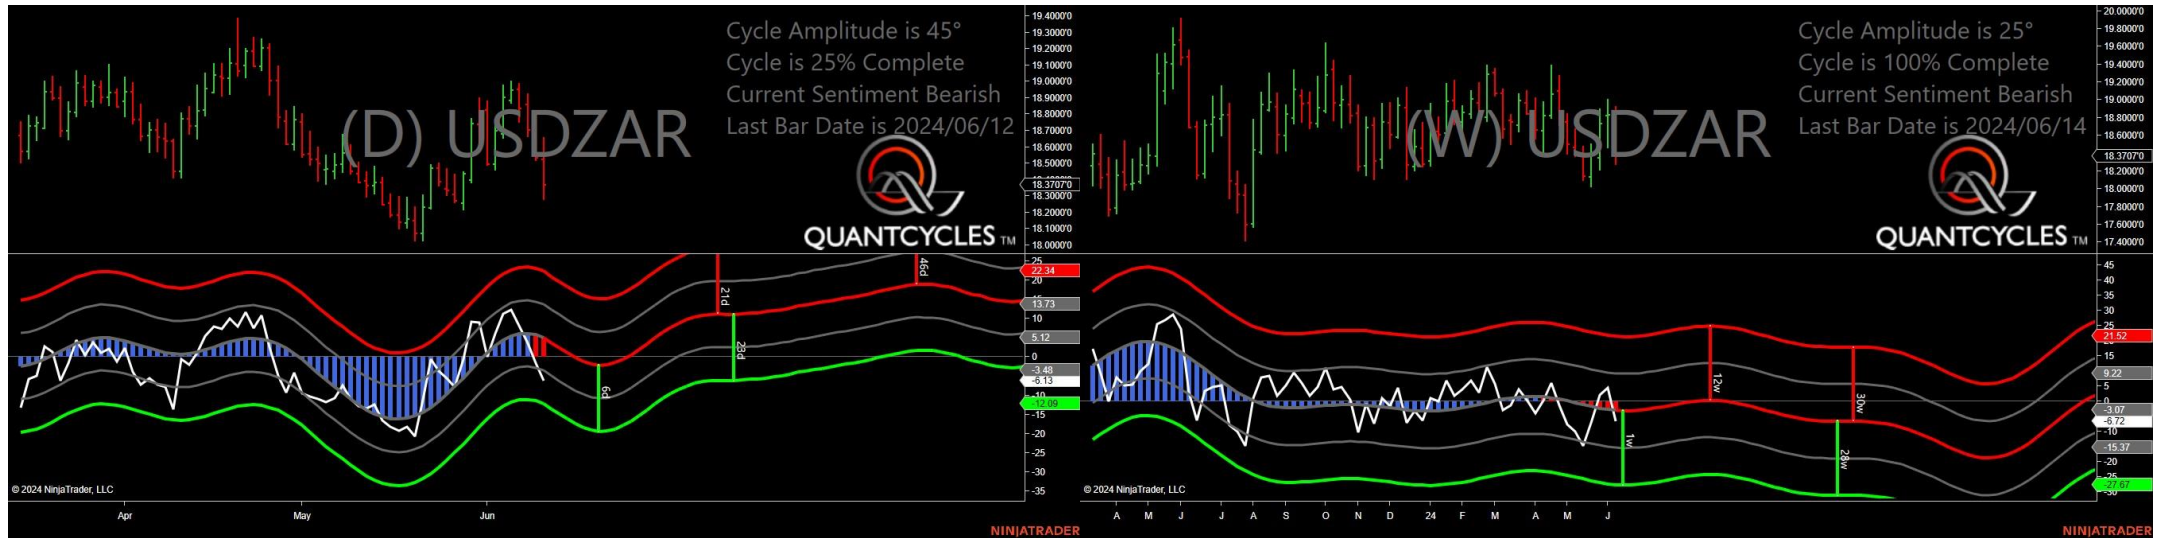 Cycle Amplitude is 45°
Cycle is 25% Complete
Current Sentiment Bearish
Last Bar Date is 2024/06/12
(D) USDZAR
QUANTCYCLES TM
19.4000'0
19.3000'0
19.2000'0
19.1000'0
19.0000'0
18.9000'0
18.8000'0
18.7000'0
18.6000'0
18.5000'0
18.3707'0
18.3000'0
18.2000'0
18.1000'0
18.0000'0
25
22.34
20
13.73
10
5.12
0
-3.48
-6.13
-12.09
-15
-20
-25
-30
-35
6d
21d
23d
46d
© 2024 NinjaTrader, LLC
Apr May Jun
NINJATRADER
Cycle Amplitude is 25°
Cycle is 100% Complete
Current Sentiment Bearish
Last Bar Date is 2024/06/14
(W) USDZAR
QUANTCYCLES TM
20.0000'0
19.8000'0
19.6000'0
19.4000'0
19.2000'0
19.0000'0
18.8000'0
18.6000'0
18.3707'0
18.2000'0
18.0000'0
17.8000'0
17.6000'0
17.4000'0
45
40
35
30
25
21.52
15
9.22
5
0
-3.07
-6.72
-10
-15.37
-20
-27.67
-30
1w
12w
28w
30w
© 2024 NinjaTrader, LLC
A M J J A S O N D 24 F M A M J
NINJATRADER